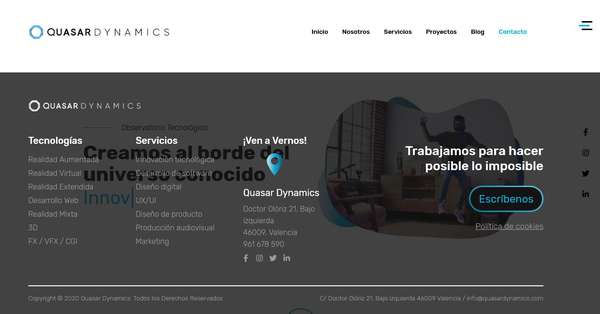 QUASARDYNAMICS
Inicio Nosotros Servicios Proyectos Blog Contacto
QUASARDYNAMICS
Observatorio Tecnológico
Creamos al borde del
universo conocido
Innov
Tecnologías
Realidad Aumentada
Realidad Virtual
Realidad Extendida
Desarrollo Web
Realidad Mixta
3D
FX / VFX / CGI
Servicios
Innovación tecnológica
Desarrollo de software
Diseño digital
UX/UI
Diseño de producto
Producción audiovisual
Marketing
¡Ven a Vernos!
Quasar Dynamics
Doctor Olóriz 21, Bajo
izquierda
46009, Valencia
961 678 590
Trabajamos para hacer
posible lo imposible
Escríbenos
Política de cookies
Copyright © 2020 Quasar Dynamics. Todos los Derechos Reservados
C/ Doctor Olóriz 21, Bajo izquierda 46009 Valencia / info@quasardynamics.com